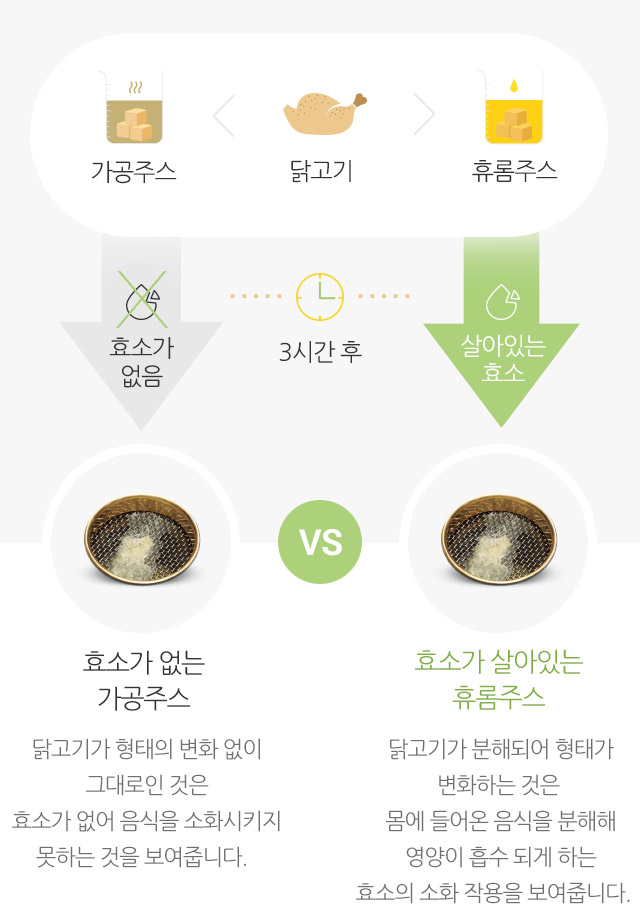 가공주스
닭고기
휴롬주스
효소가
없음
3시간 후
살아있는
효소
VS
효소가 없는
가공주스
닭고기가 형태의 변화 없이
그대로인 것은
효소가 없어 음식을 소화시키지
못하는 것을 보여줍니다.
효소가 살아있는
휴롬주스
닭고기가 분해되어 형태가
변화하는 것은
몸에 들어온 음식을 분해해
영양이 흡수 되게 하는
효소의 소화 작용을 보여줍니다.